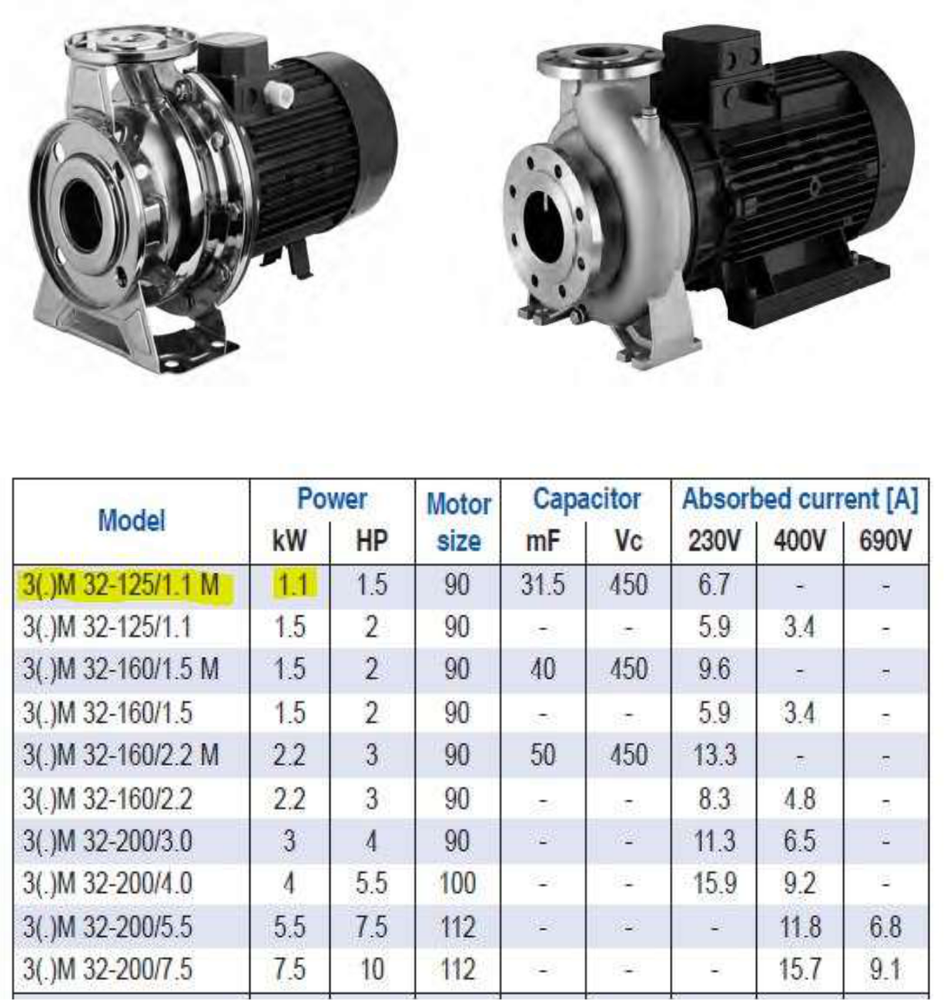 Model Power Motor size Capacitor Absorbed current [A]
kW HP mF Vc 230V 400V 690V
3(.)M 32-125/1.1 M 1.1 1.5 90 31.5 450 6.7 - -
3(.)M 32-125/1.1 1.5 2 90 - - 5.9 3.4 -
3(.)M 32-160/1.5 M 1.5 2 90 40 450 9.6 - -
3(.)M 32-160/1.5 1.5 2 90 - - 5.9 3.4 -
3(.)M 32-160/2.2 M 2.2 3 90 50 450 13.3 - -
3(.)M 32-160/2.2 2.2 3 90 - - 8.3 4.8 -
3(.)M 32-200/3.0 3 4 90 - - 11.3 6.5 -
3(.)M 32-200/4.0 4 5.5 100 - - 15.9 9.2 -
3(.)M 32-200/5.5 5.5 7.5 112 - - - 11.8 6.8
3(.)M 32-200/7.5 7.5 10 112 - - - 15.7 9.1